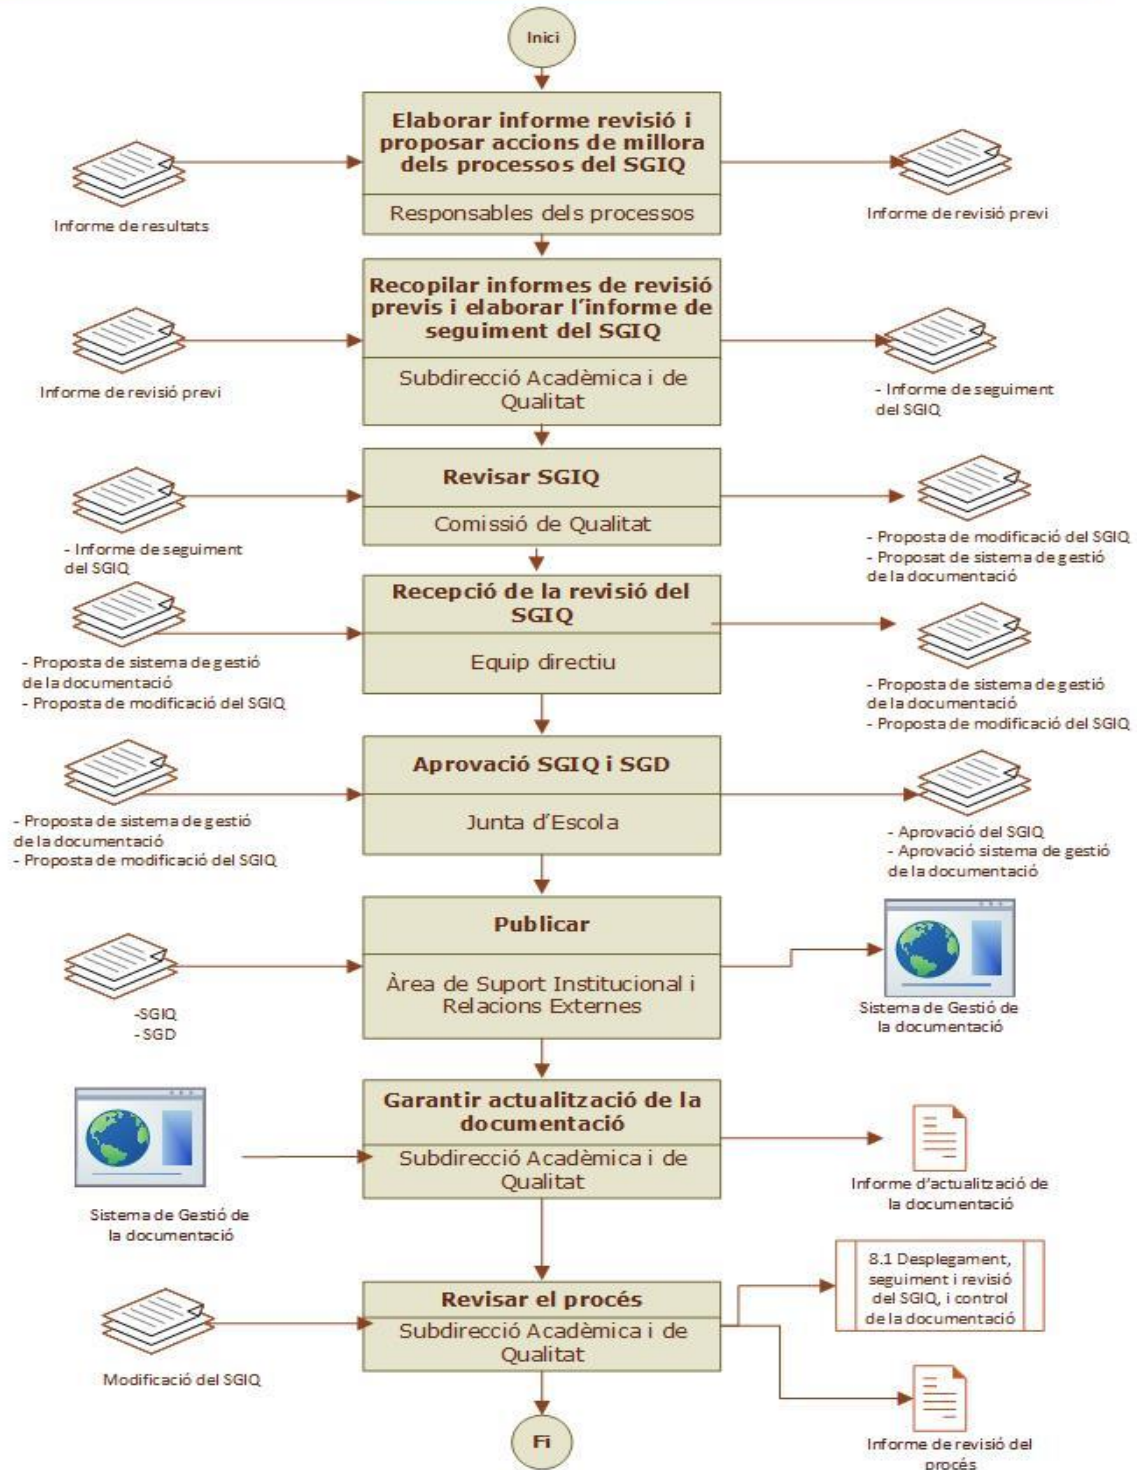 Inici
Elaborar informe revisió i
proposar accions de millora
dels processos del SGIQ
Responsables dels processos
Informe de resultats
Informe de revisió previ
Recopilar informes de revisió
previs i elaborar l'informe de
seguiment del SGIQ
Subdirecció Acadèmica i de
Qualitat
Informe de revisió previ
- Informe de seguiment
del SGIQ
Revisar SGIQ
Comissió de Qualitat
- Informe de seguiment
del SGIQ
- Proposta de modificació del SGIQ
- Proposat de sistema de gestió
de la documentació
Recepció de la revisió del
SGIQ
Equip directiu
- Proposta de sistema de gestió
de la documentació
- Proposta de modificació del SGIQ
- Proposta de sistema de gestió
de la documentació
- Proposta de modificació del SGIQ
Aprovació SGIQ i SGD
Junta d'Escola
- Proposta de sistema de gestió
de la documentació
- Proposta de modificació del SGIQ
- Aprovació del SGIQ
- Aprovació sistema de gestió
de la documentació
Publicar
Àrea de Suport Institucional i
Relacions Externes
-SGIQ
- SGD
Sistema de Gestió de
la documentació
Garantir actualització de la
documentació
Subdirecció Acadèmica i de
Qualitat
Sistema de Gestió de
la documentació
Informe d'actualització de
la documentació
Revisar el procés
Subdirecció Acadèmica i de
Qualitat
Modificació del SGIQ
8.1 Desplegament,
seguiment i revisió
del SGIQ, i control
de la documentació
Informe de revisió del
procés
Fi